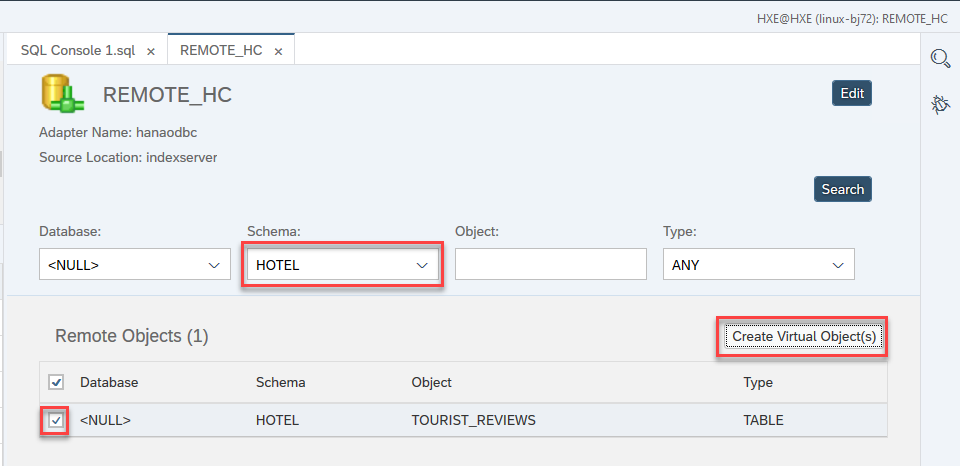 HXE@HXE (linux-bj72): REMOTE_HC
SQL Console 1.sql × REMOTE_HC ×
REMOTE_HC
Edit
Adapter Name: hanaodbc
Source Location: indexserver
Search
Database: Schema: Object: Type:
<NULL> HOTEL ANY
Remote Objects (1)
Create Virtual Object(s)
Database Schema Object Type
<NULL> HOTEL TOURIST_REVIEWS TABLE